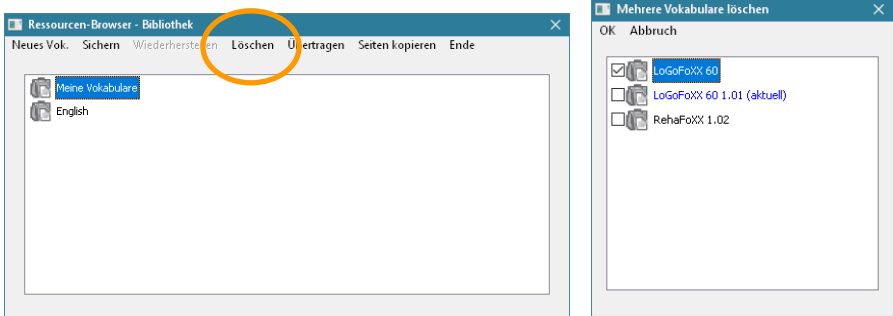 Ressourcen-Browser - Bibliothek
Neues Vok. Sichern Wiederherstellen Löschen Übertragen Seiten kopieren Ende
Meine Vokabulare
English
Mehrere Vokabulare löschen
OK Abbruch
LoGoFoXX 60
LoGoFoXX 60 1.01 (aktuell)
RehaFoXX 1.02